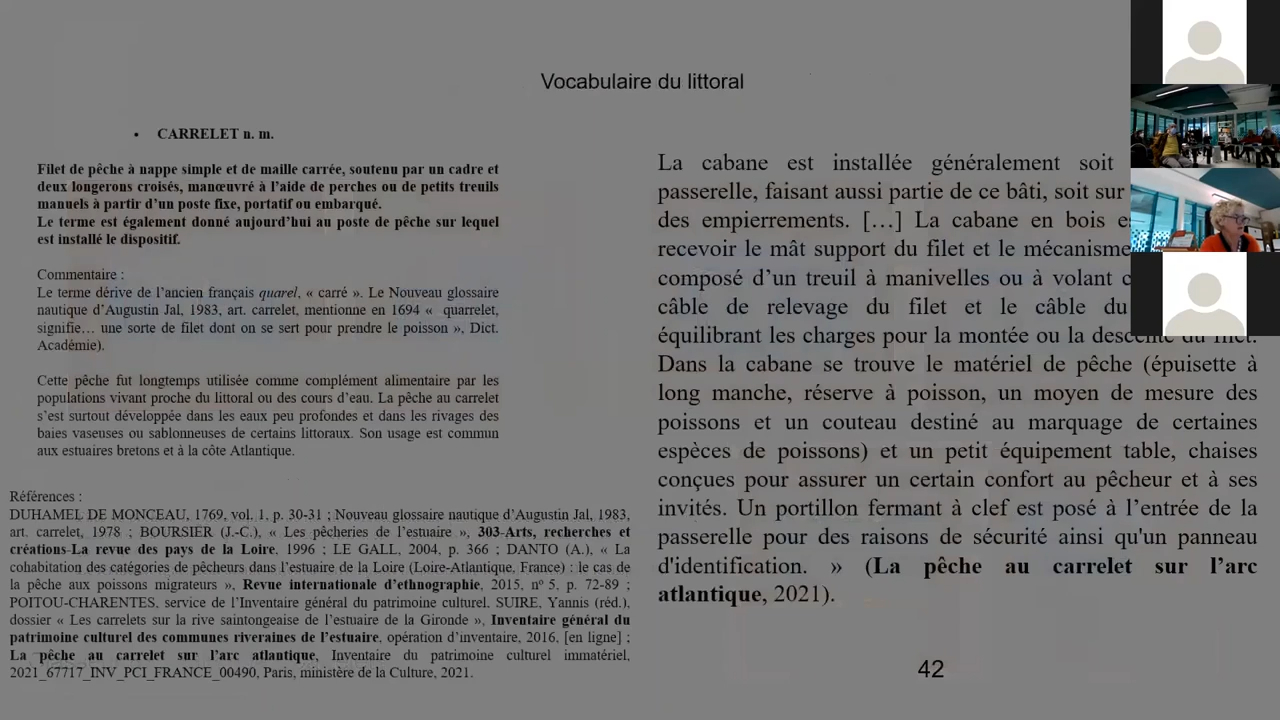 Vocabulaire du littoral
• CARRELET n. m.
Filet de pêche à nappe simple et de maille carrée, soutenu par un cadre et
deux longerons croisés, manœuvré à l’aide de perches ou de petits treuils
manuels à partir d’un poste fixe, portatif ou embarqué.
Le terme est également donné aujourd’hui au poste de pêche sur lequel
est installé le dispositif.
Commentaire :
Le terme dérive de l’ancien français quarel, « carré ». Le Nouveau glossaire
nautique d’Augustin Jal, 1983, art. carrelet, mentionne en 1694 « quarrelet,
signifie… une sorte de filet dont on se sert pour prendre le poisson », Dict.
Académie).
Cette pêche fut longtemps utilisée comme complément alimentaire par les
populations vivant proche du littoral ou des cours d’eau. La pêche au carrelet
s’est surtout développée dans les eaux peu profondes et dans les rivages des
baies vaseuses ou sablonneuses de certains littoraux. Son usage est commun
aux estuaires bretons et à la côte Atlantique.
Références :
DUHAMEL DE MONCEAU, 1769, vol. 1, p. 30-31 ; Nouveau glossaire nautique d’Augustin Jal, 1983,
art. carrelet, 1978 ; BOURSIER (J.-C.), « Les pêcheries de l’estuaire », 303-Arts, recherches et
créations-La revue des pays de la Loire, 1996 ; LE GALL, 2004, p. 366 ; DANTO (A.), « La
cohabitation des catégories de pêcheurs dans l’estuaire de la Loire (Loire-Atlantique, France) : le cas de
la pêche aux poissons migrateurs », Revue internationale d’ethnographie, 2015, nº 5, p. 72-89 ;
POITOU-CHARENTES, service de l’Inventaire général du patrimoine culturel. SUIRE, Yannis (réd.),
dossier « Les carrelets sur la rive saintongeaise de l’estuaire de la Gironde », Inventaire général du
patrimoine culturel des communes riveraines de l’estuaire, opération d’inventaire, 2016, [en ligne] ;
La pêche au carrelet sur l’arc atlantique, Inventaire du patrimoine culturel immatériel,
2021_67717_INV_PCI_FRANCE_00490, Paris, ministère de la Culture, 2021.
La cabane est installée généralement soit
passerelle, faisant aussi partie de ce bâti, soit sur
des empierrements. […] La cabane en bois
recevoir le mât support du filet et le mécanisme
composé d’un treuil à manivelles ou à volant
câble de relevage du filet et le câble du
équilibrant les charges pour la montée ou la descente du filet.
Dans la cabane se trouve le matériel de pêche (épuisette à
long manche, réserve à poisson, un moyen de mesure des
poissons et un couteau destiné au marquage de certaines
espèces de poissons) et un petit équipement table, chaises
conçues pour assurer un certain confort au pêcheur et à ses
invités. Un portillon fermant à clef est posé à l’entrée de la
passerelle pour des raisons de sécurité ainsi qu'un panneau
d'identification. » (La pêche au carrelet sur l’arc
atlantique, 2021).
42